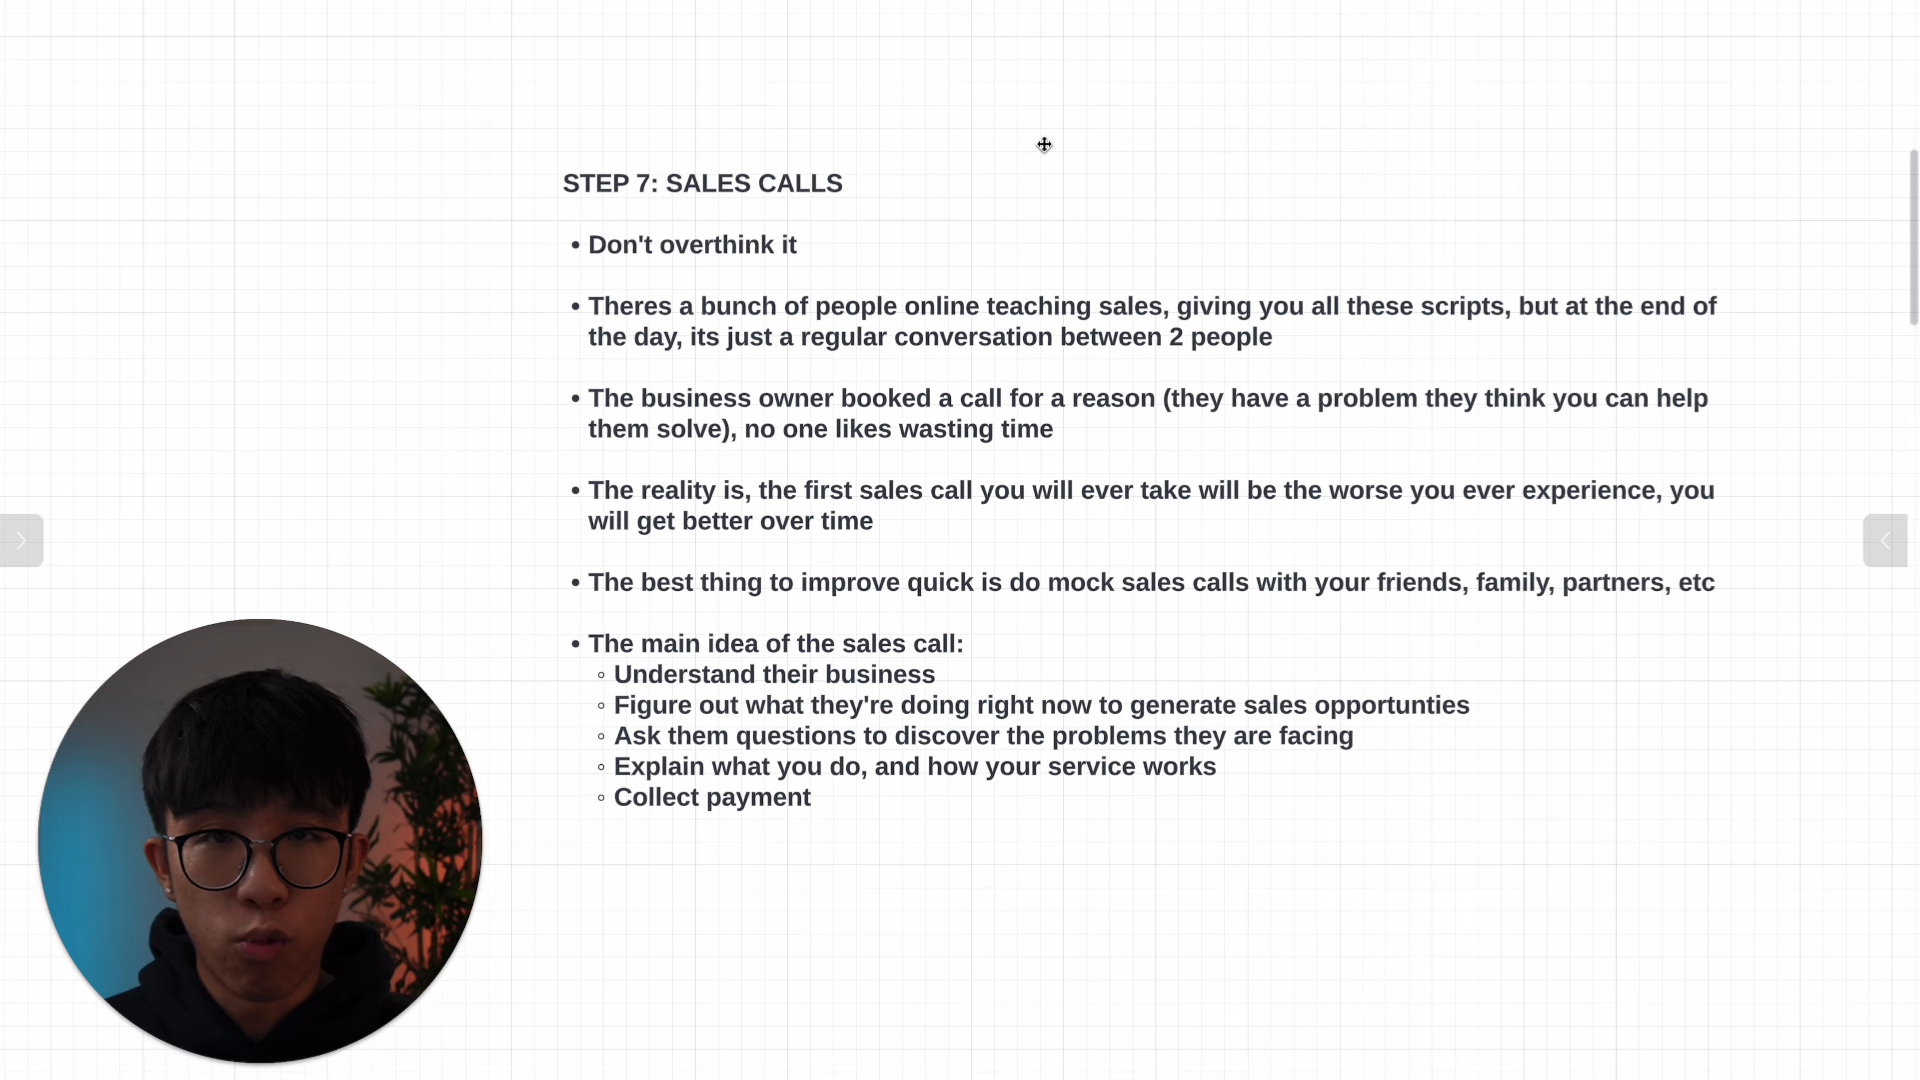 STEP 7: SALES CALLS
• Don't overthink it
• Theres a bunch of people online teaching sales, giving you all these scripts, but at the end of
the day, its just a regular conversation between 2 people
• The business owner booked a call for a reason (they have a problem they think you can help
them solve), no one likes wasting time
• The reality is, the first sales call you will ever take will be the worse you ever experience, you
will get better over time
• The best thing to improve quick is do mock sales calls with your friends, family, partners, etc
• The main idea of the sales call:
◦ Understand their business
◦ Figure out what they're doing right now to generate sales opportunties
◦ Ask them questions to discover the problems they are facing
◦ Explain what you do, and how your service works
◦ Collect payment